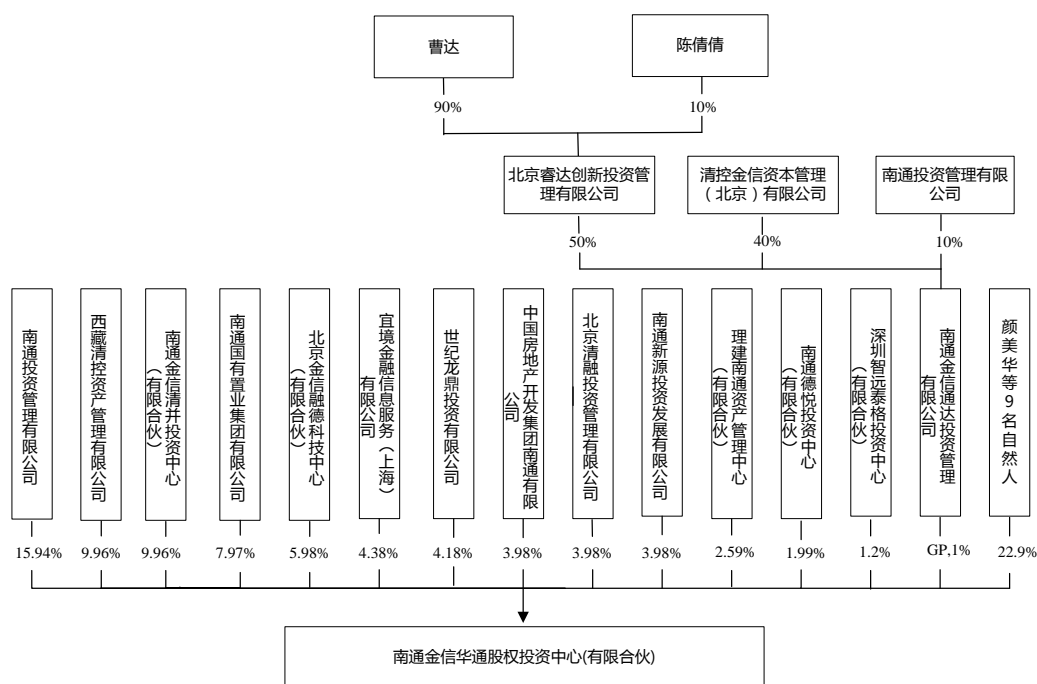 曹达
陈倩倩
90%
10%
北京睿达创新投资管
理有限公司
清控金信资本管理
（北京）有限公司
南通投资管理有限
公司
50%
40%
10%
南通投资管理有限公司
西藏清控资产管理有限公司
南通金信清并投资中心
（有限合伙）
南通国有置业集团有限公司
北京金信融德科技中心
（有限合伙）
宜境金融信息服务（上海）
有限公司
世纪龙鼎投资有限公司
中国房地产开发集团南通有限
公司
北京清融投资管理有限公司
南通新源投资发展有限公司
理建南通资产管理中心
（有限合伙）
南通德悦投资中心
（有限合伙）
深圳智远泰格投资中心
（有限合伙）
南通金信通达投资管理
有限公司
颜美华等9名自然人
15.94%
9.96%
9.96%
7.97%
5.98%
4.38%
4.18%
3.98%
3.98%
3.98%
2.59%
1.99%
1.2%
GP,1%
22.9%
南通金信华通股权投资中心(有限合伙)